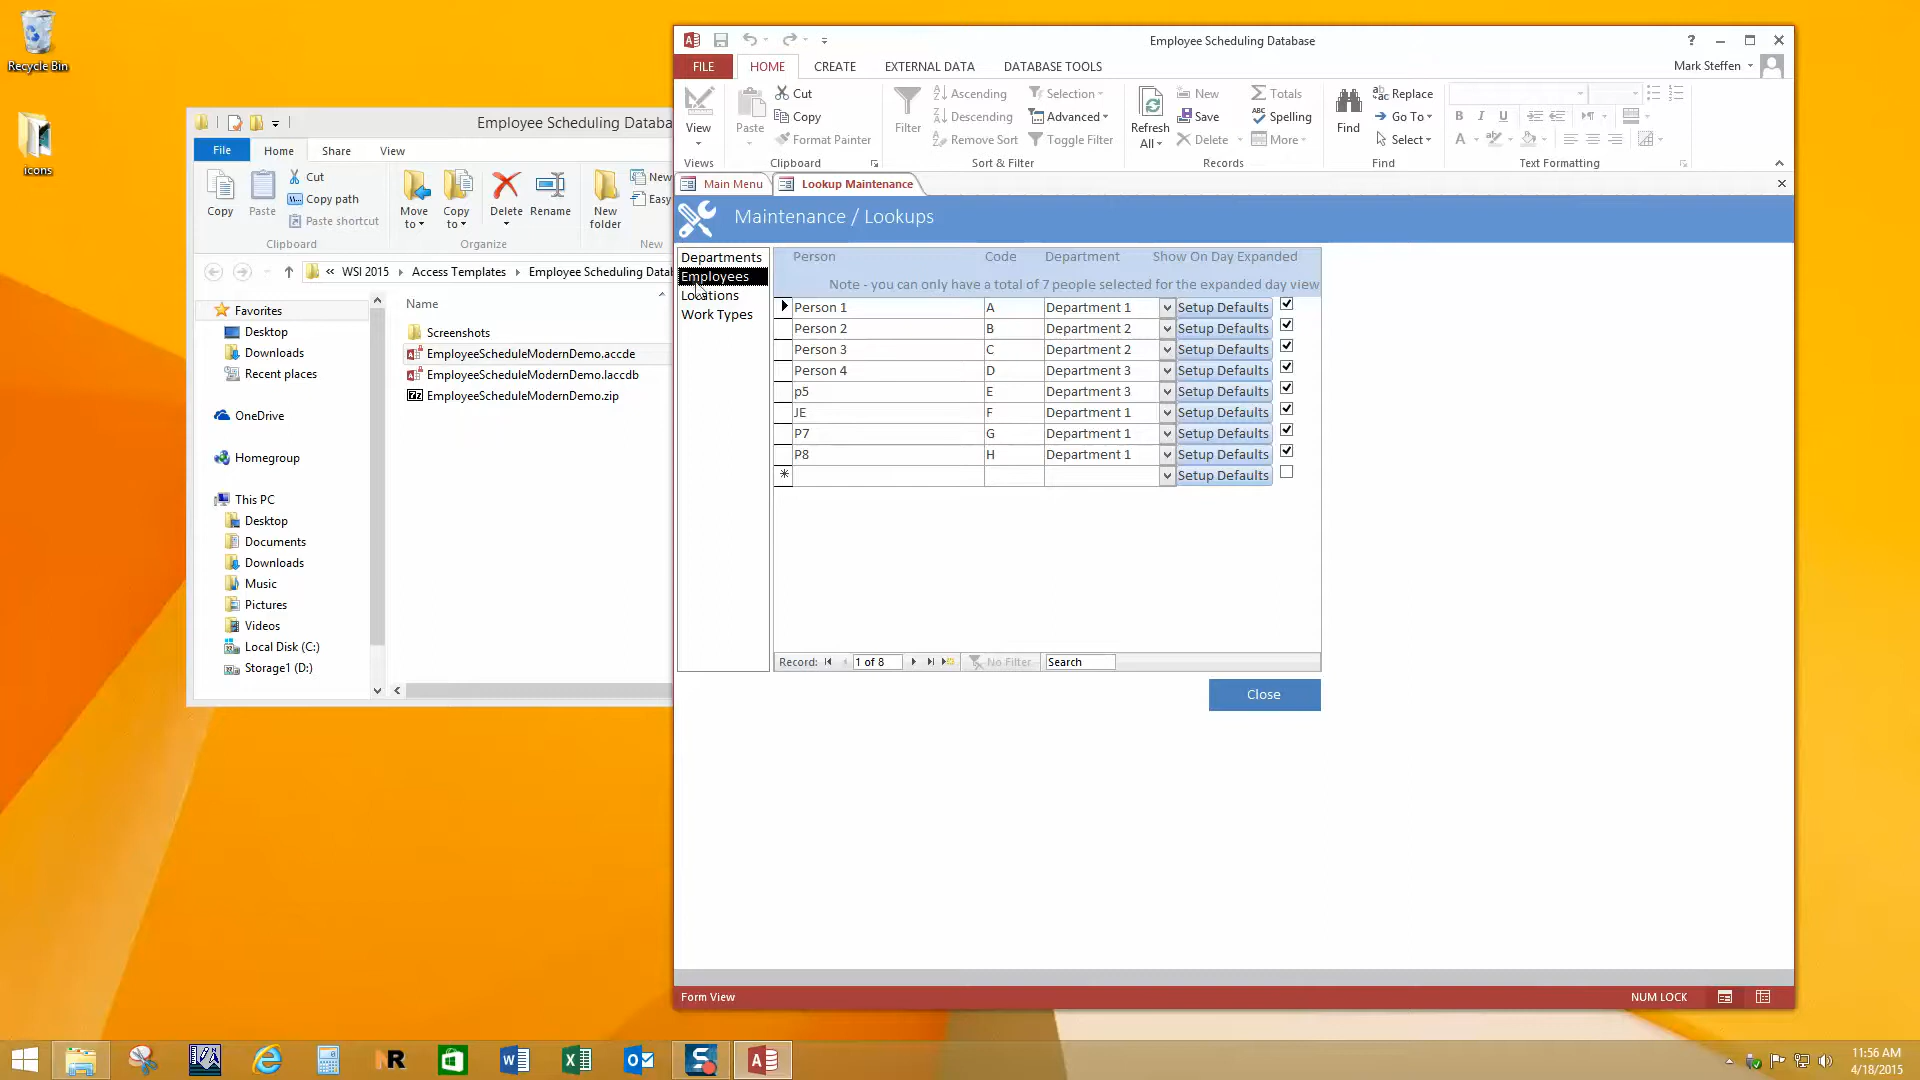 Recycle Bin
icons
Employee Scheduling Databa
File Home Share View
Copy
Paste
Cut
Copy path
Paste shortcut
Clipboard
Move to
Copy to
Delete
Rename
Organize
New folder
New
Easy
New
« WSI 2015 Access Templates Employee Scheduling Datab
Favorites
Desktop
Downloads
Recent places
OneDrive
Homegroup
This PC
Desktop
Documents
Downloads
Music
Pictures
Videos
Local Disk (C:)
Storage1 (D:)
Name
Screenshots
EmployeeScheduleModernDemo.accde
EmployeeScheduleModernDemo.laccdb
EmployeeScheduleModernDemo.zip
Employee Scheduling Database
?
FILE HOME CREATE EXTERNAL DATA DATABASE TOOLS
Mark Steffen
View
Views
Paste
Cut
Copy
Format Painter
Clipboard
Filter
Ascending
Descending
Remove Sort
Selection
Advanced
Toggle Filter
Sort & Filter
Refresh All
New
Save
Delete
Totals
Spelling
More
Records
Find
Replace
Go To
Select
Find
B I U
A
Text Formatting
Main Menu
Lookup Maintenance
Maintenance / Lookups
Departments
Employees
Locations
Work Types
Person Code Department Show On Day Expanded
Note - you can only have a total of 7 people selected for the expanded day view
Person 1 A Department 1 Setup Defaults
Person 2 B Department 2 Setup Defaults
Person 3 C Department 2 Setup Defaults
Person 4 D Department 3 Setup Defaults
p5 E Department 3 Setup Defaults
JE F Department 1 Setup Defaults
P7 G Department 1 Setup Defaults
P8 H Department 1 Setup Defaults
* Setup Defaults
Record: 1 of 8 No Filter Search
Close
Form View
NUM LOCK
11:56 AM
4/18/2015